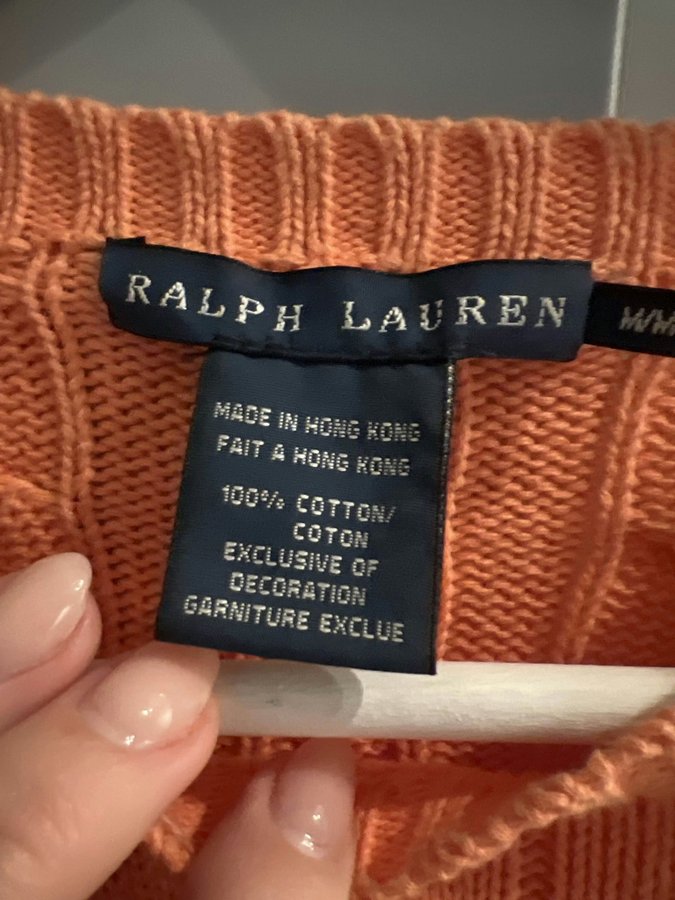 RALPH LAUREN
MADE IN HONG KONG
FAIT A HONG KONG
100% COTTON/
COTON
EXCLUSIVE OF
DECORATION
GARNITURE EXCLUE